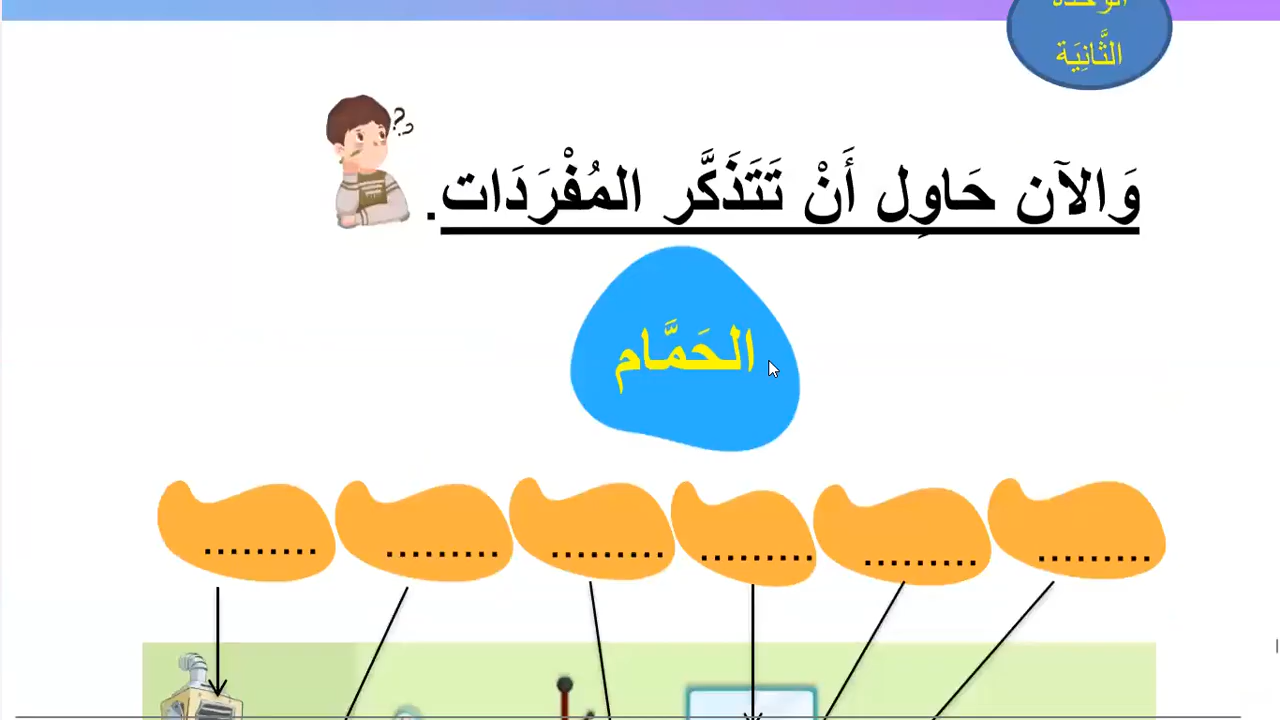 الثَّانِيَة
وَالآن حَاوِل أَنْ تَتَذَكَّر المُفْرَدَات.
الحَمَّام
......... ......... ......... ......... ......... .........